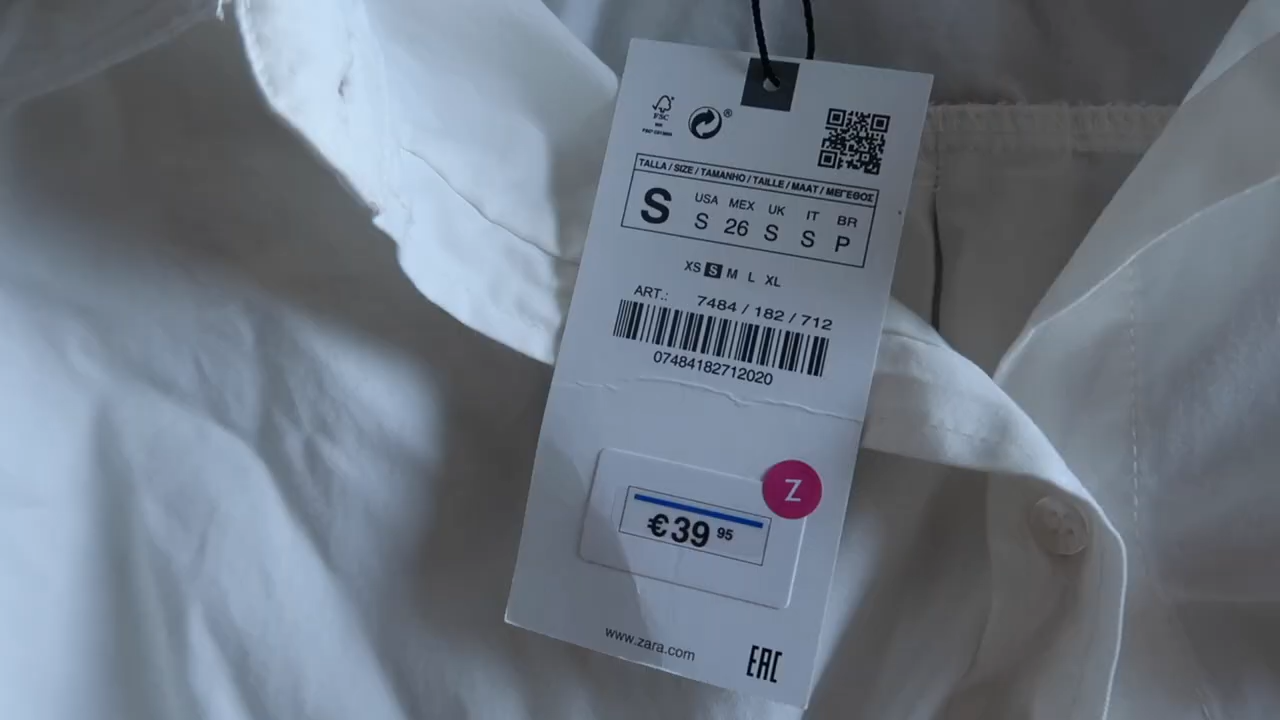 FSC
®
TALLA / SIZE / TAMANHO / TAILLE / MAAT / ΜΕΓΕΘΟΣ
S
USA MEX UK IT BR
S 26 S S P
XS S M L XL
ART.: 7484 / 182 / 712
07484182712020
Z
€39 95
www.zara.com
EAC